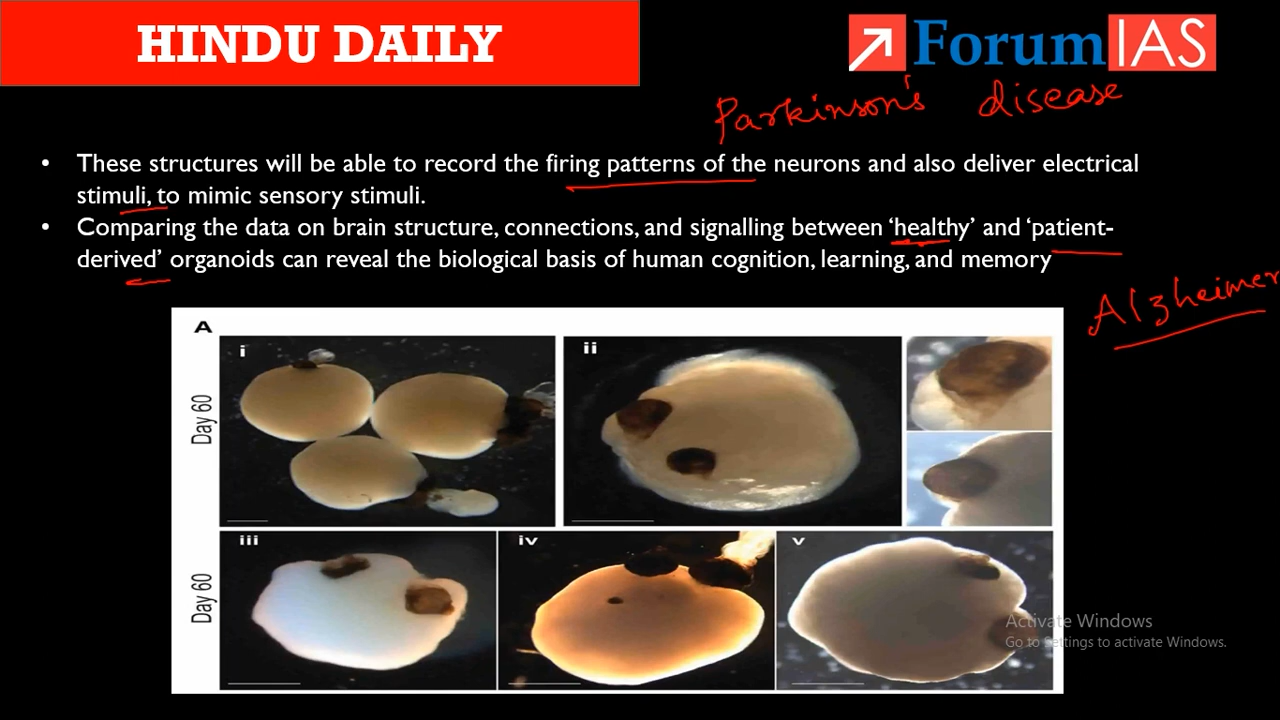 HINDU DAILY
ForumIAS
Parkinson's disease
• These structures will be able to record the firing patterns of the neurons and also deliver electrical
stimuli, to mimic sensory stimuli.
• Comparing the data on brain structure, connections, and signalling between ‘healthy’ and ‘patient-
derived’ organoids can reveal the biological basis of human cognition, learning, and memory
Alzheimer
A
i
ii
Day 60
iii
iv
v
Day 60
Activate Windows
Go to Settings to activate Windows.